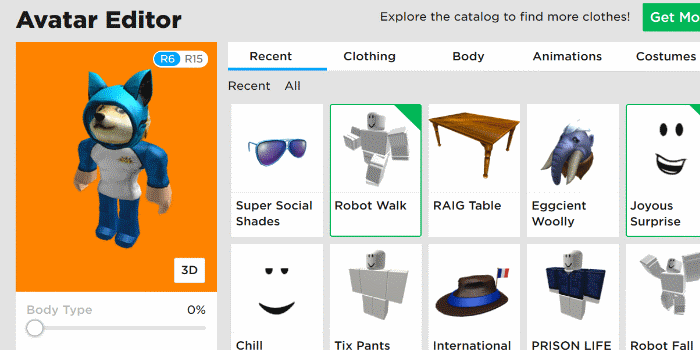 Avatar Editor
Explore the catalog to find more clothes!
Get Mo
R6 R15
Recent Clothing Body Animations Costumes
Recent All
Super Social
Shades
Robot Walk
RAIG Table
Eggcient
Woolly
Joyous
Surprise
3D
Body Type 0%
Chill
Tix Pants
International
PRISON LIFE
Robot Fall